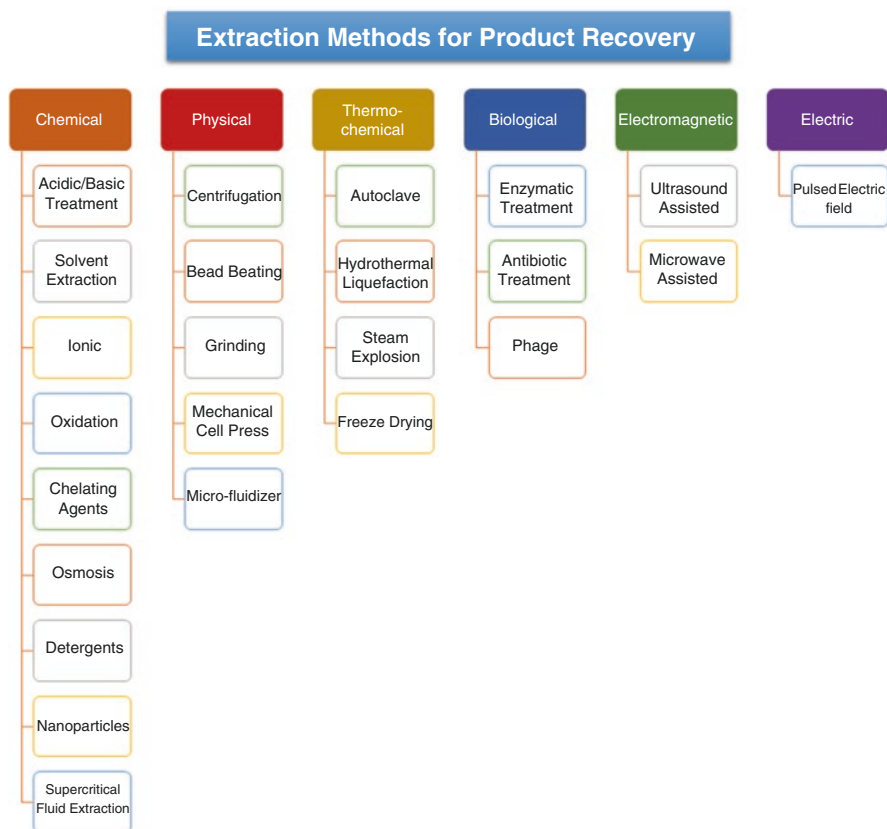 Extraction Methods for Product Recovery
Chemical
Acidic/Basic
Treatment
Solvent
Extraction
Ionic
Oxidation
Chelating
Agents
Osmosis
Detergents
Nanoparticles
Supercritical
Fluid Extraction
Physical
Centrifugation
Bead Beating
Grinding
Mechanical
Cell Press
Micro-fluidizer
Thermo-
chemical
Autoclave
Hydrothermal
Liquefaction
Steam
Explosion
Freeze Drying
Biological
Enzymatic
Treatment
Antibiotic
Treatment
Phage
Electromagnetic
Ultrasound
Assisted
Microwave
Assisted
Electric
Pulsed Electric
field